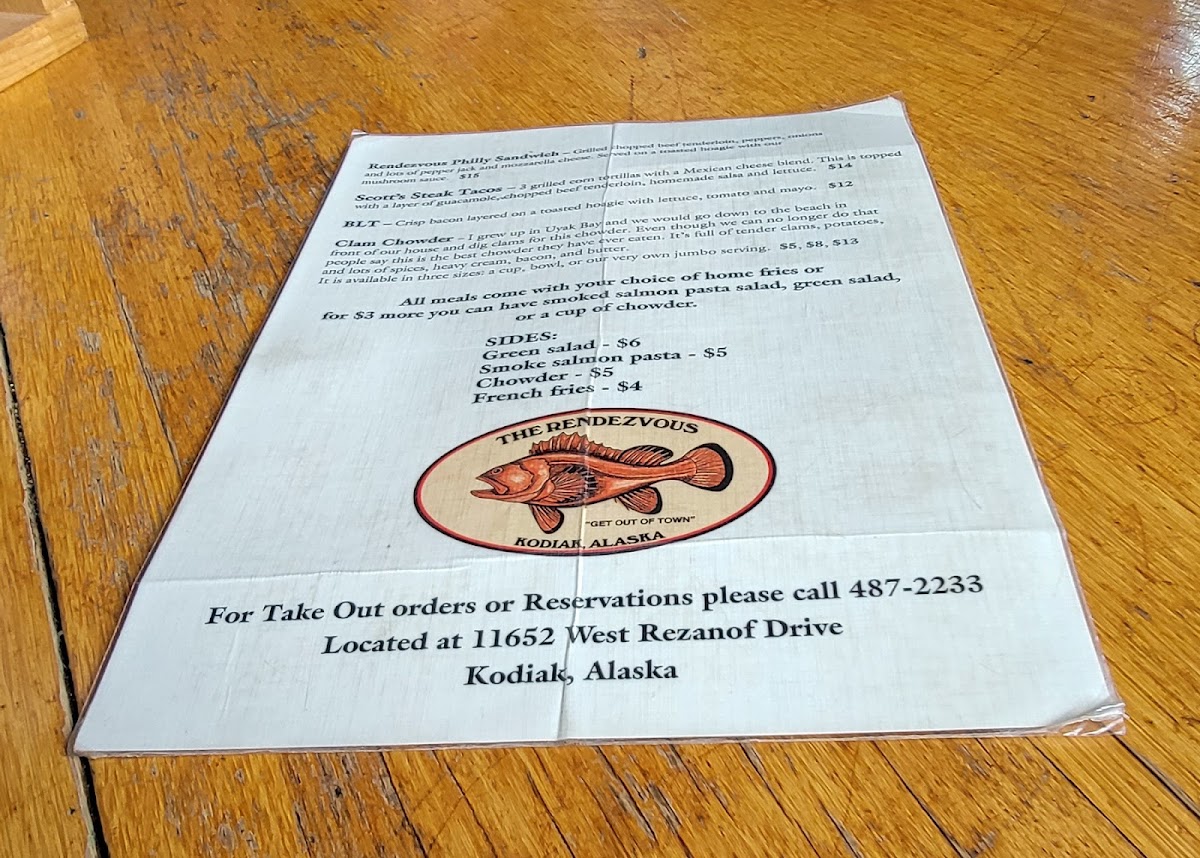 Rendezvous Philly Sandwich – Grilled chopped beef tenderloin, peppers, onions
and lots of pepper jack and mozzarella cheese. Served on a toasted hoagie with our
mushroom sauce. $15
Scott's Steak Tacos – 3 grilled corn tortillas with a Mexican cheese blend. This is topped
with a layer of guacamole, chopped beef tenderloin, homemade salsa and lettuce. $14
BLT – Crisp bacon layered on a toasted hoagie with lettuce, tomato and mayo. $12
Clam Chowder – I grew up in Uyak Bay and we would go down to the beach in
front of our house and dig clams for this chowder. Even though we can no longer do that
people say this is the best chowder they have ever eaten. It's full of tender clams, potatoes,
and lots of spices, heavy cream, bacon, and butter.
It is available in three sizes: a cup, bowl, or our very own jumbo serving. $5, $8, $13
All meals come with your choice of home fries or
for $3 more you can have smoked salmon pasta salad, green salad,
or a cup of chowder.
SIDES:
Green salad - $6
Smoke salmon pasta - $5
Chowder - $5
French fries - $4
THE RENDEZVOUS
"GET OUT OF TOWN"
KODIAK, ALASKA
For Take Out orders or Reservations please call 487-2233
Located at 11652 West Rezanof Drive
Kodiak, Alaska